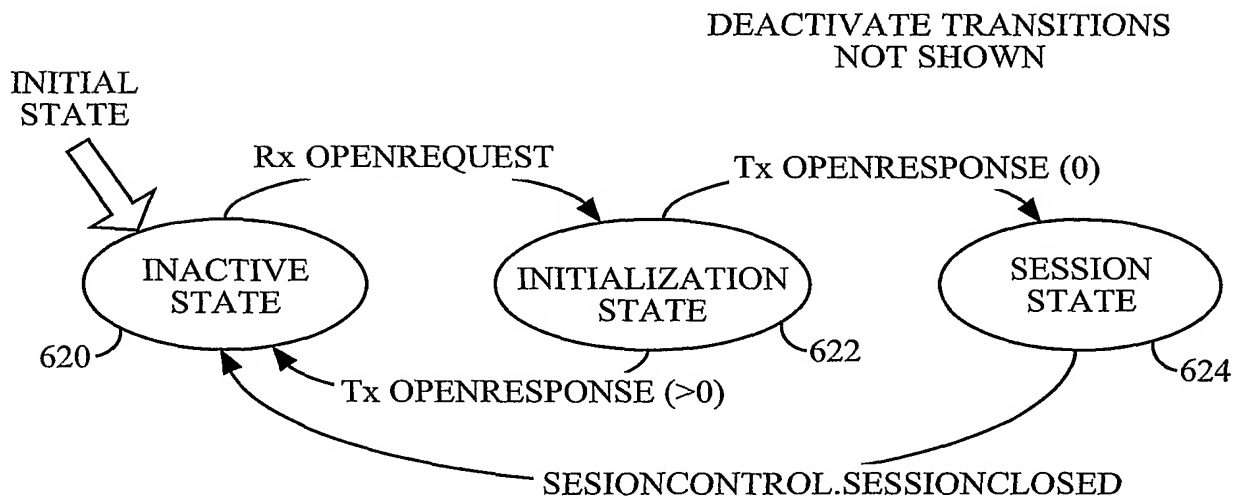 DEACTIVATE TRANSITIONS
NOT SHOWN
INITIAL
STATE
Rx OPENREQUEST
Tx OPENRESPONSE (0)
INACTIVE
STATE
INITIALIZATION
STATE
SESSION
STATE
620
622
624
Tx OPENRESPONSE (>0)
SESIONCONTROL.SESSIONCLOSED